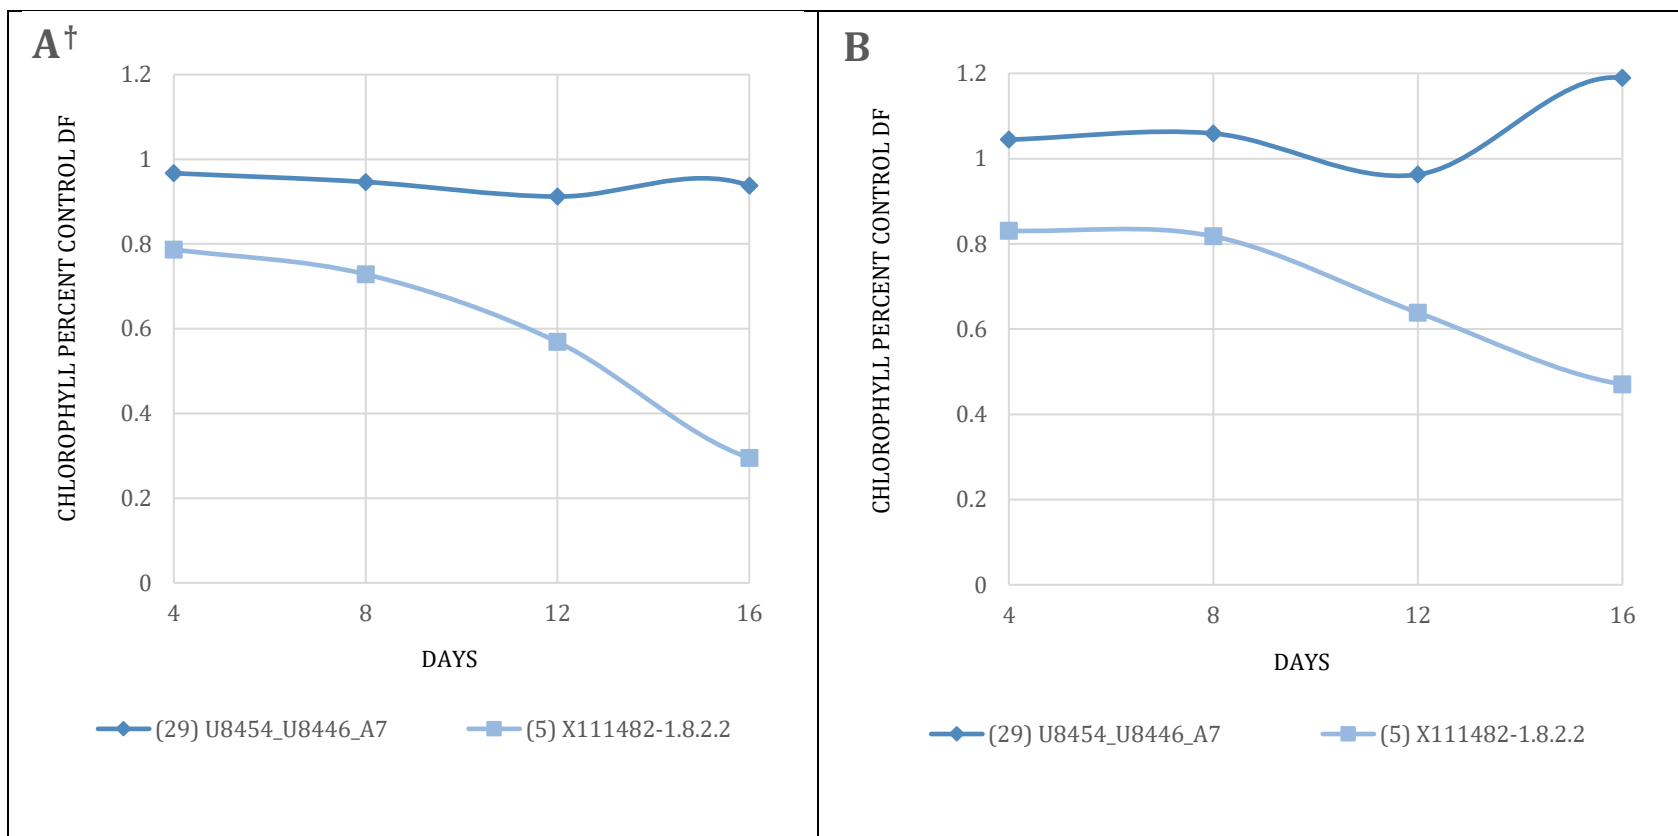 A†
CHLOROPHYLL PERCENT CONTROL DF
1.2
1
0.8
0.6
0.4
0.2
0
4 8 12 16
DAYS
(29) U8454_U8446_A7 (5) X111482-1.8.2.2
B
CHLOROPHYLL PERCENT CONTROL DF
1.2
1
0.8
0.6
0.4
0.2
0
4 8 12 16
DAYS
(29) U8454_U8446_A7 (5) X111482-1.8.2.2